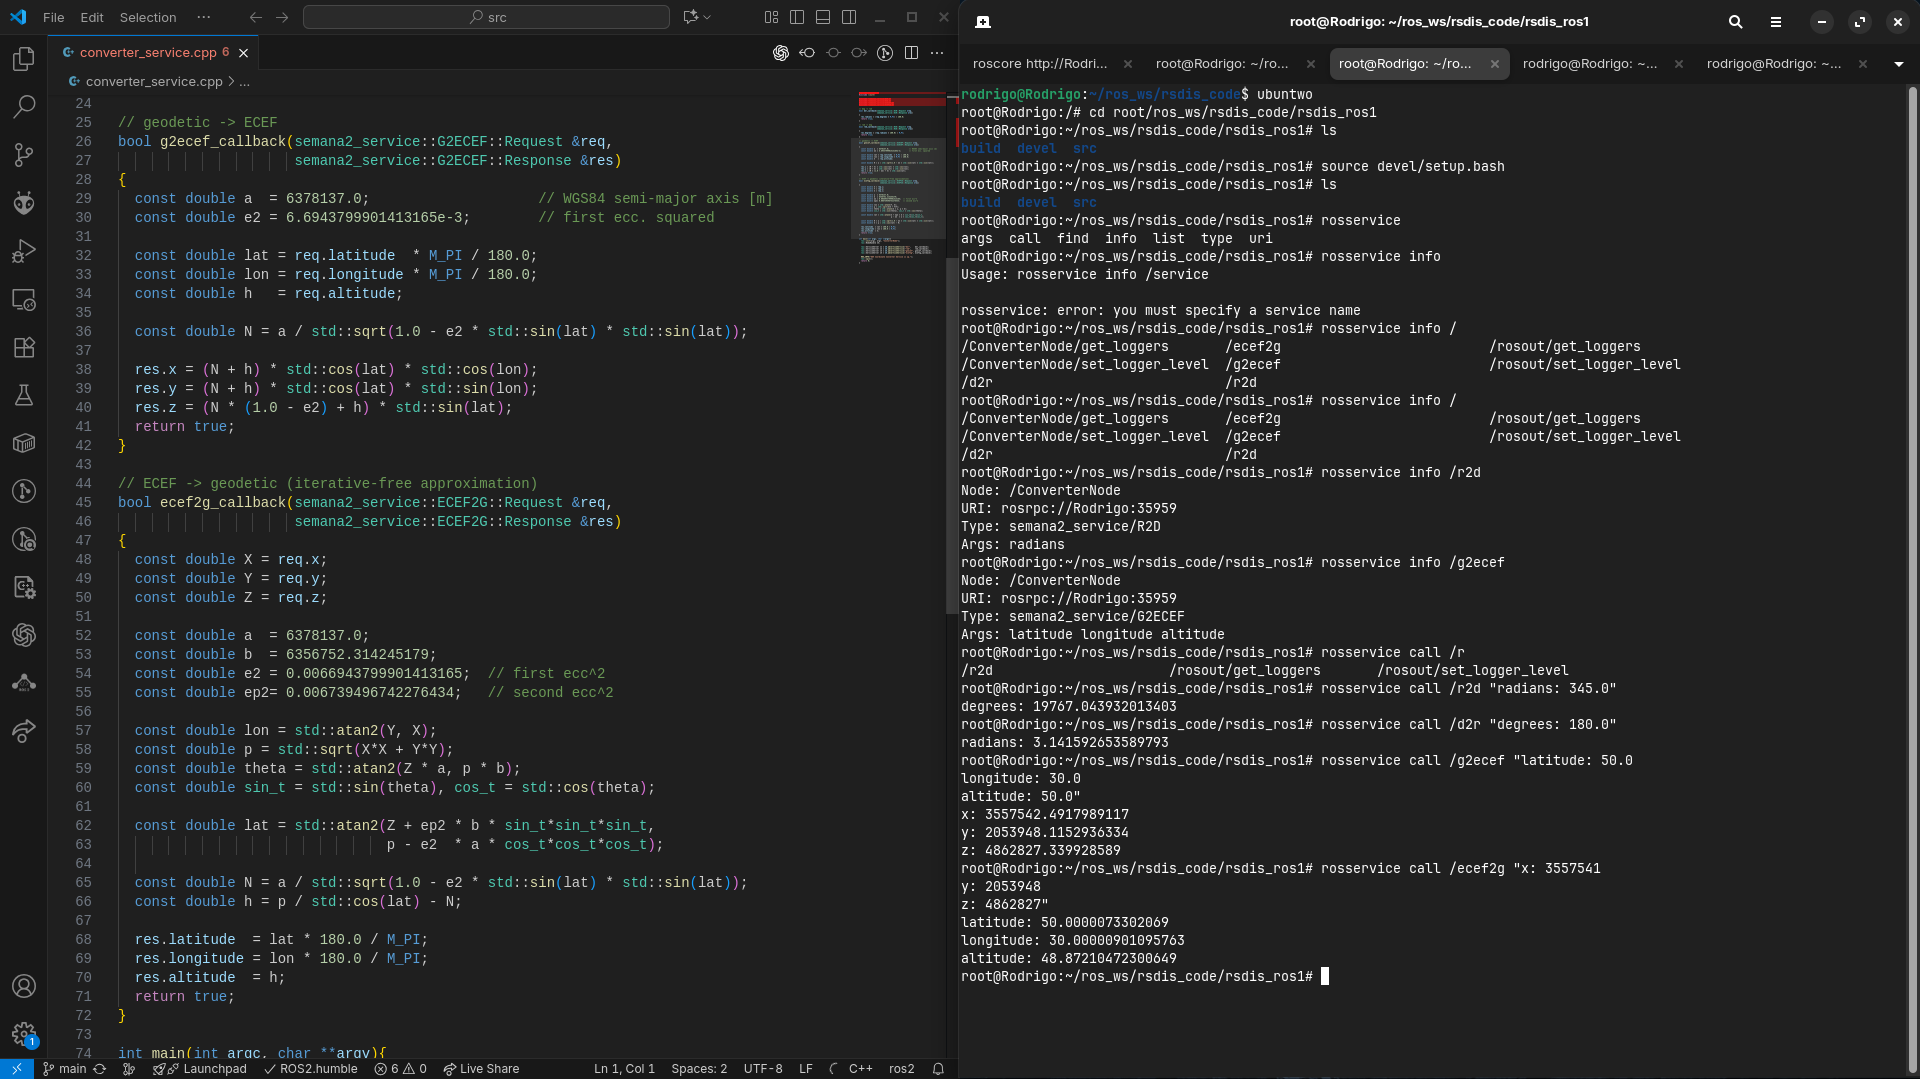 File Edit Selection ··· src
converter_service.cpp 6
converter_service.cpp > ...
24
25 // geodetic -> ECEF
26 bool g2ecef_callback(semana2_service::G2ECEF::Request &req,
27 semana2_service::G2ECEF::Response &res)
28 {
29 const double a  = 6378137.0; // WGS84 semi-major axis [m]
30 const double e2 = 6.69437999014133165e-3; // first ecc. squared
31
32 const double lat = req.latitude  * M_PI / 180.0;
33 const double lon = req.longitude * M_PI / 180.0;
34 const double h   = req.altitude;
35
36 const double N = a / std::sqrt(1.0 - e2 * std::sin(lat) * std::sin(lat));
37
38 res.x = (N + h) * std::cos(lat) * std::cos(lon);
39 res.y = (N + h) * std::cos(lat) * std::sin(lon);
40 res.z = (N * (1.0 - e2) + h) * std::sin(lat);
41 return true;
42 }
43
44 // ECEF -> geodetic (iterative-free approximation)
45 bool ecef2g_callback(semana2_service::ECEF2G::Request &req,
46 semana2_service::ECEF2G::Response &res)
47 {
48 const double X = req.x;
49 const double Y = req.y;
50 const double Z = req.z;
51
52 const double a  = 6378137.0;
53 const double b  = 6356752.314245179;
54 const double e2 = 0.00669437999901413165;  // first ecc^2
55 const double ep2= 0.006739496742276434;   // second ecc^2
56
57 const double lon = std::atan2(Y, X);
58 const double p = std::sqrt(X*X + Y*Y);
59 const double theta = std::atan2(Z * a, p * b);
60 const double sin_t = std::sin(theta), cos_t = std::cos(theta);
61
62 const double lat = std::atan2(Z + ep2 * b * sin_t*sin_t*sin_t,
63 p - e2  * a * cos_t*cos_t*cos_t);
64
65 const double N = a / std::sqrt(1.0 - e2 * std::sin(lat) * std::sin(lat));
66 const double h = p / std::cos(lat) - N;
67
68 res.latitude  = lat * 180.0 / M_PI;
69 res.longitude = lon * 180.0 / M_PI;
70 res.altitude  = h;
71 return true;
72 }
73
74 int main(int argc, char **argv){
1
main Launchpad ROS2.humble 6 0 Live Share Ln 1, Col 1 Spaces: 2 UTF-8 LF C++ ros2
root@Rodrigo: ~/ros_ws/rsdis_code/rsdis_ros1
roscore http://Rodri... root@Rodrigo: ~/ro... root@Rodrigo: ~/ro... rodrigo@Rodrigo: ~... rodrigo@Rodrigo: ~...
rodrigo@Rodrigo:~/ros_ws/rsdis_code$ ubuntwo
root@Rodrigo:/# cd root/ros_ws/rsdis_code/rsdis_ros1
root@Rodrigo:~/ros_ws/rsdis_code/rsdis_ros1# ls
build  devel  src
root@Rodrigo:~/ros_ws/rsdis_code/rsdis_ros1# source devel/setup.bash
root@Rodrigo:~/ros_ws/rsdis_code/rsdis_ros1# ls
build  devel  src
root@Rodrigo:~/ros_ws/rsdis_code/rsdis_ros1# rosservice
args  call  find  info  list  type  uri
root@Rodrigo:~/ros_ws/rsdis_code/rsdis_ros1# rosservice info
Usage: rosservice info /service
rosservice: error: you must specify a service name
root@Rodrigo:~/ros_ws/rsdis_code/rsdis_ros1# rosservice info /
/ConverterNode/get_loggers /ecef2g /rosout/get_loggers
/ConverterNode/set_logger_level /g2ecef /rosout/set_logger_level
/d2r /r2d
root@Rodrigo:~/ros_ws/rsdis_code/rsdis_ros1# rosservice info /
/ConverterNode/get_loggers /ecef2g /rosout/get_loggers
/ConverterNode/set_logger_level /g2ecef /rosout/set_logger_level
/d2r /r2d
root@Rodrigo:~/ros_ws/rsdis_code/rsdis_ros1# rosservice info /r2d
Node: /ConverterNode
URI: rosrpc://Rodrigo:35959
Type: semana2_service/R2D
Args: radians
root@Rodrigo:~/ros_ws/rsdis_code/rsdis_ros1# rosservice info /g2ecef
Node: /ConverterNode
URI: rosrpc://Rodrigo:35959
Type: semana2_service/G2ECEF
Args: latitude longitude altitude
root@Rodrigo:~/ros_ws/rsdis_code/rsdis_ros1# rosservice call /r
/r2d /rosout/get_loggers /rosout/set_logger_level
root@Rodrigo:~/ros_ws/rsdis_code/rsdis_ros1# rosservice call /r2d "radians: 345.0"
degrees: 19767.043932013403
root@Rodrigo:~/ros_ws/rsdis_code/rsdis_ros1# rosservice call /d2r "degrees: 180.0"
radians: 3.141592653589793
root@Rodrigo:~/ros_ws/rsdis_code/rsdis_ros1# rosservice call /g2ecef "latitude: 50.0
longitude: 30.0
altitude: 50.0"
x: 3557542.4917989117
y: 2053948.1152936334
z: 4862827.339928589
root@Rodrigo:~/ros_ws/rsdis_code/rsdis_ros1# rosservice call /ecef2g "x: 3557541
y: 2053948
z: 4862827"
latitude: 50.0000073302069
longitude: 30.00000901095763
altitude: 48.87210472300649
root@Rodrigo:~/ros_ws/rsdis_code/rsdis_ros1#